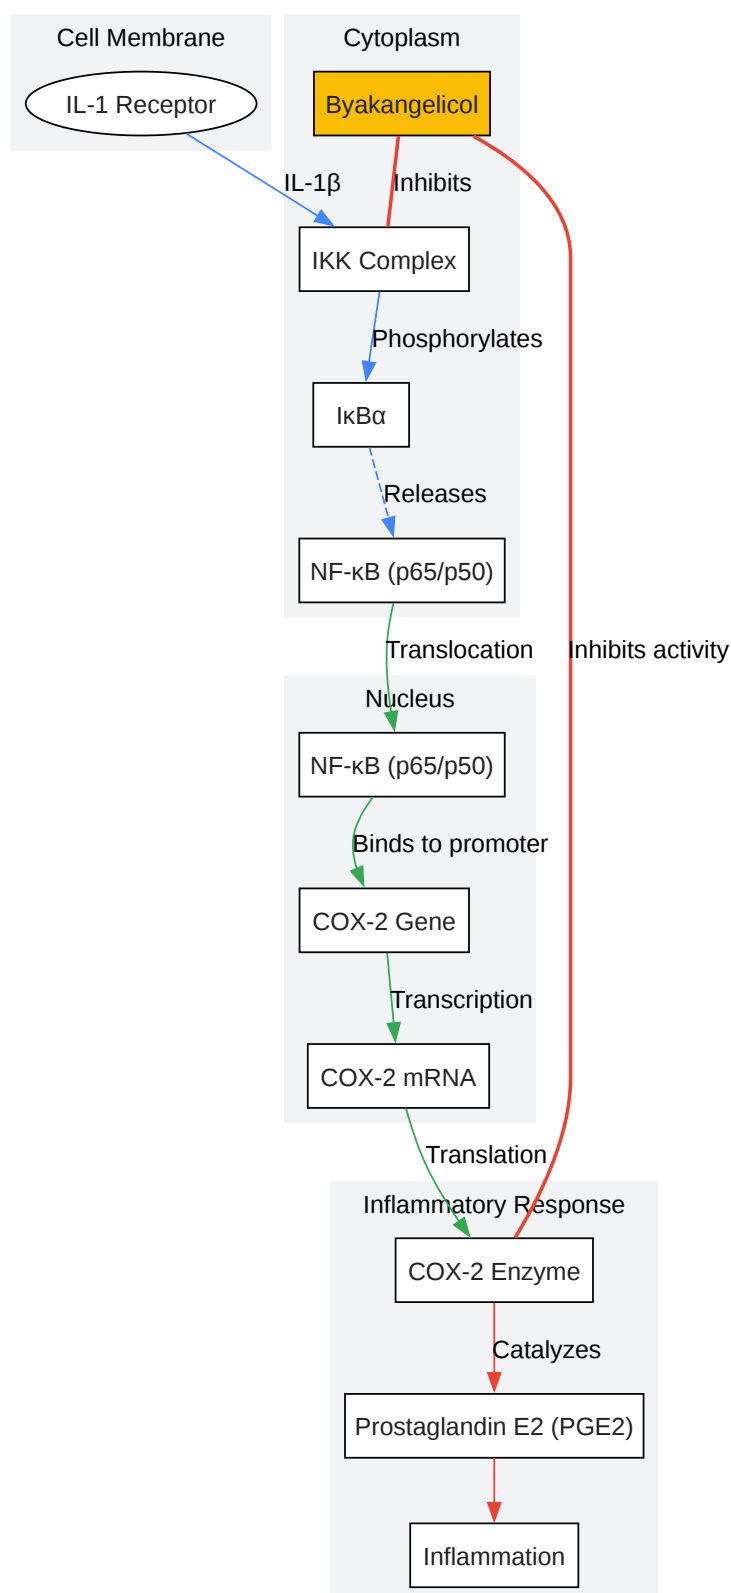 Cell Membrane
Cytoplasm
IL-1 Receptor
Byakangelicol
IL-1β
Inhibits
IKK Complex
Phosphorylates
IκBα
Releases
NF-κB (p65/p50)
Translocation
Inhibits activity
Nucleus
NF-κB (p65/p50)
Binds to promoter
COX-2 Gene
Transcription
COX-2 mRNA
Translation
Inflammatory Response
COX-2 Enzyme
Catalyzes
Prostaglandin E2 (PGE2)
Inflammation